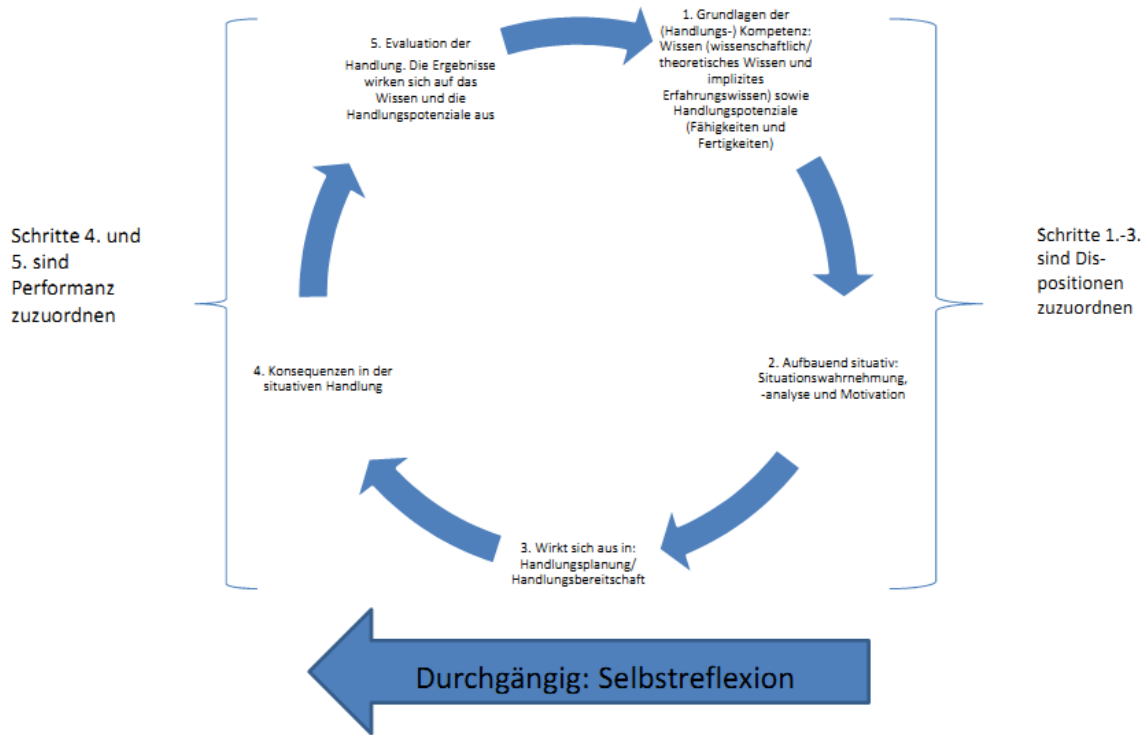 1. Grundlagen der
(Handlungs-) Kompetenz:
Wissen (wissenschaftlich/
theoretisches Wissen und
implizites
Erfahrungswissen) sowie
Handlungspotenziale
(Fähigkeiten und
Fertigkeiten)
2. Aufbauend situativ:
Situationswahrnehmung,
-analyse und Motivation
3. Wirkt sich aus in:
Handlungsplanung/
Handlungsbereitschaft
4. Konsequenzen in der
situativen Handlung
5. Evaluation der
Handlung. Die Ergebnisse
wirken sich auf das
Wissen und die
Handlungspotenziale aus
Schritte 4. und
5. sind
Performanz
zuzuordnen
Schritte 1.-3.
sind Dis-
positionen
zuzuordnen
Durchgängig: Selbstreflexion